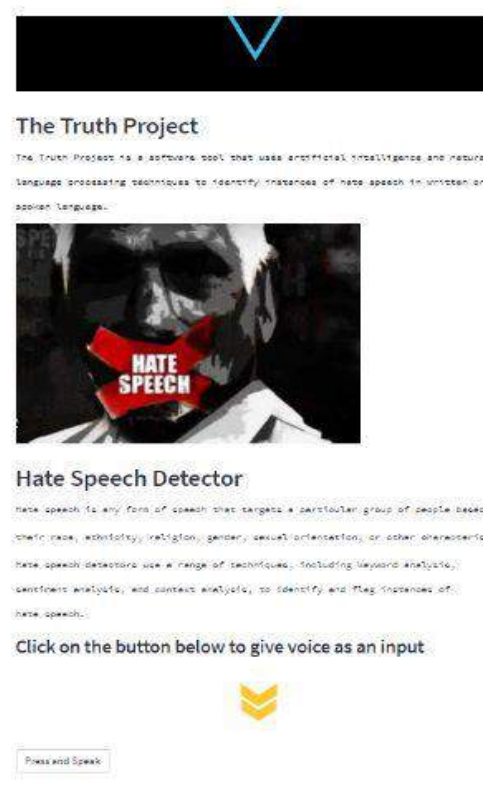 The Truth Project
The Truth Project is a software tool that uses artificial intelligence and natura
language processing techniques to identify instances of hate speech in written or
spoken language.
HATE
SPEECH
Hate Speech Detector
Hate speech is any form of speech that targets a particular group of people based
their race, ethnicity, religion, gender, sexual orientation, or other characteris
Hate speech detectors use a range of techniques, including keyword analysis,
sentiment analysis, and context analysis, to identify and flag instances of
hate speech.
Click on the button below to give voice as an input
Press and Speak